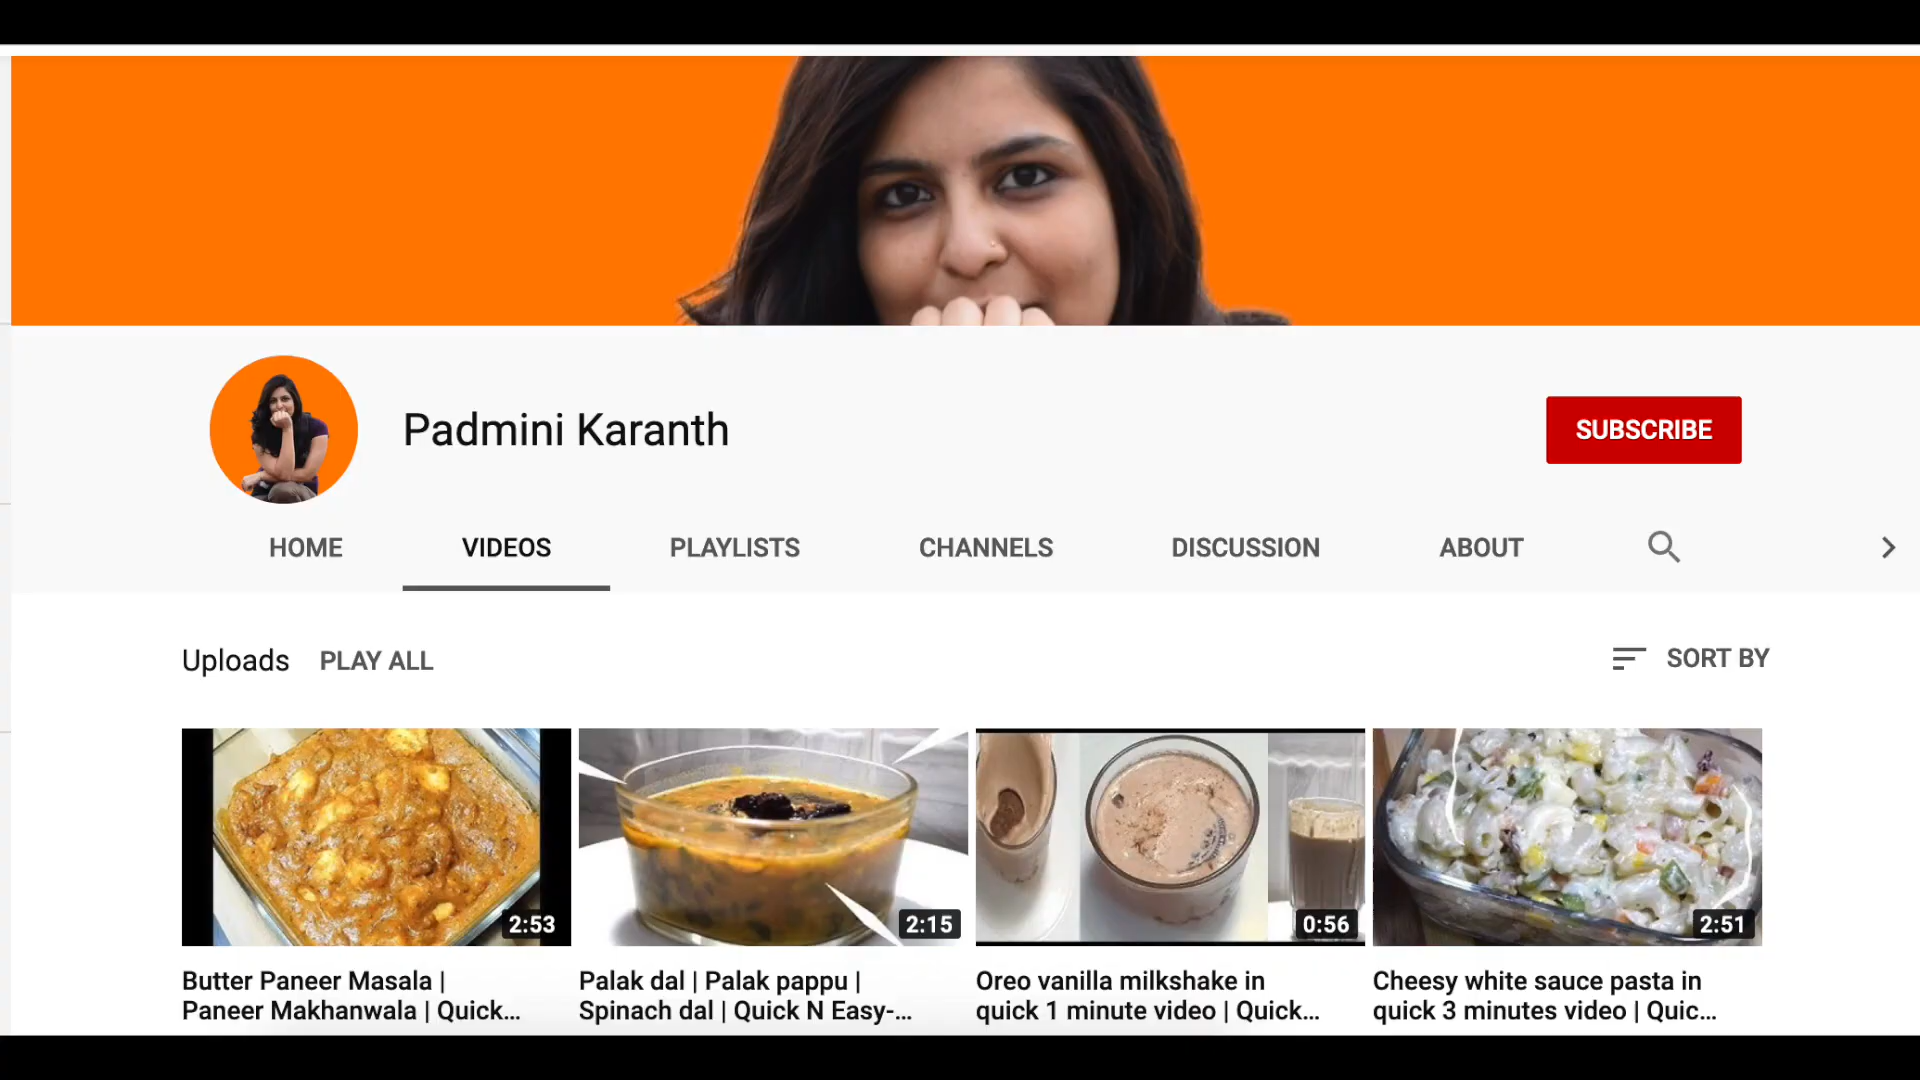 Padmini Karanth
SUBSCRIBE
HOME VIDEOS PLAYLISTS CHANNELS DISCUSSION ABOUT
Uploads PLAY ALL SORT BY
2:53 2:15 0:56 2:51
Butter Paneer Masala |
Paneer Makhanwala | Quick...
Palak dal | Palak pappu |
Spinach dal | Quick N Easy-...
Oreo vanilla milkshake in
quick 1 minute video | Quick...
Cheesy white sauce pasta in
quick 3 minutes video | Quic...